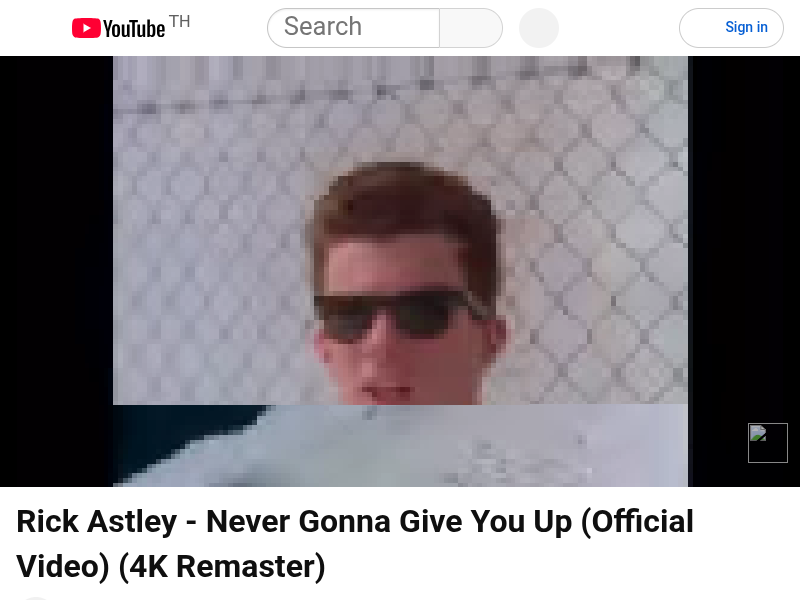 YouTube TH
Search
Sign in
Rick Astley - Never Gonna Give You Up (Official
Video) (4K Remaster)